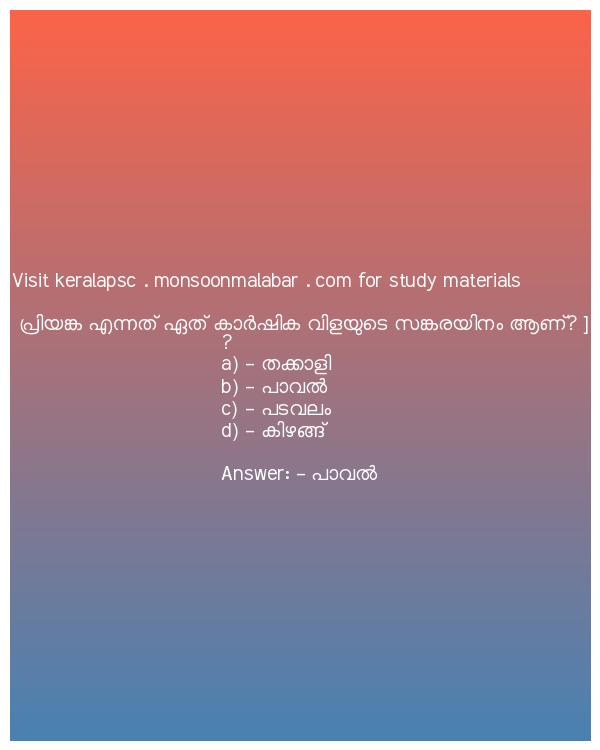 Visit keralapsc . monsoonmalabar . com for study materials
പ്രിയങ്ക എന്നത് ഏത് കാർഷിക വിളയുടെ സങ്കരയിനം ആണ്? ]
?
a) - തക്കാളി
b) - പാവൽ
c) - പടവലം
d) - കിഴങ്ങ്
Answer: - പാവൽ